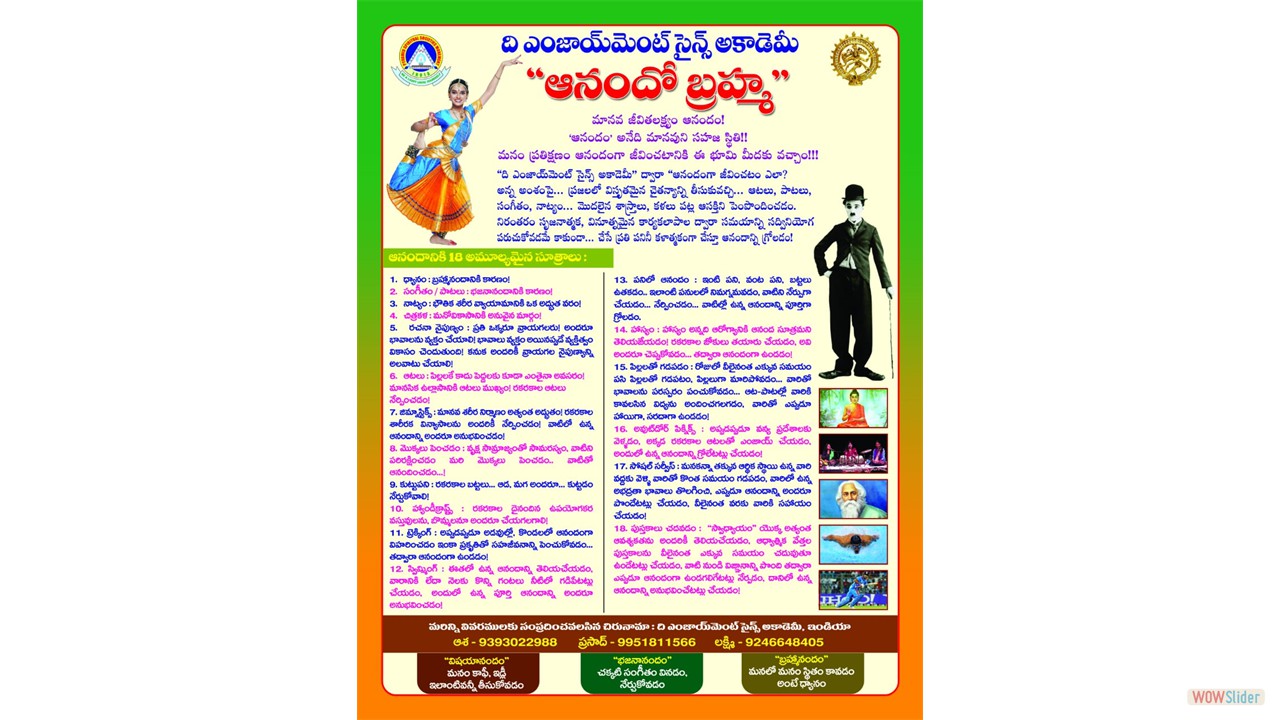 ది ఎంజాయ్‌మెంట్ సైన్స్ అకాడెమీ
“ఆనందో బ్రహ్మ”
మానవ జీవితలక్ష్యం ఆనందం!
‘ఆనందం’ అనేది మానవుని సహజ స్థితి!!
మనం ప్రతిక్షణం ఆనందంగా జీవించటానికి ఈ భూమి మీదకు వచ్చాం!!!
“ది ఎంజాయ్‌మెంట్ సైన్స్ అకాడెమీ” ద్వారా “ఆనందంగా జీవించటం ఎలా?
అన్న అంశంపై... ప్రజలలో విస్తృతమైన చైతన్యాన్ని తీసుకువచ్చి... ఆటలు, పాటలు,
సంగీతం, నాట్యం... మొదలైన శాస్త్రాలు, కళలు పట్ల ఆసక్తిని పెంపొందించడం.
నిరంతరం సృజనాత్మక, వినూత్నమైన కార్యకలాపాల ద్వారా సమయాన్ని సద్వినియోగ
పరుచుకోవడమే కాకుండా... చేసే ప్రతి పనినీ కళాత్మకంగా చేస్తూ ఆనందాన్ని గ్రోలడం!
ఆనందానికి 18 అమూల్యమైన సూత్రాలు :
1. ధ్యానం : బ్రహ్మానందానికి కారణం!
2. సంగీతం / పాటలు : భజనానందానికి కారణం!
3. నాట్యం : భౌతిక శరీర వ్యాయామానికి ఒక అద్భుత వరం!
4. చిత్రకళ : మనోవికాసానికి అనువైన మార్గం!
5. రచనా నైపుణ్యం : ప్రతి ఒక్కరూ వ్రాయగలరు! అందరూ
భావాలను వ్యక్తం చేయాలి! భావాలు వ్యక్తం అయినప్పుడే వ్యక్తిత్వం
వికాసం చెందుతుంది! కనుక అందరికీ వ్రాయగల నైపుణ్యాన్ని
అలవాటు చేయాలి!
6. ఆటలు : పిల్లలకే కాదు పెద్దలకు కూడా ఎంతైనా అవసరం!
మానసిక ఉల్లాసానికి ఆటలు ముఖ్యం! రకరకాల ఆటలు
నేర్పించడం!
7. జిమ్నాస్టిక్స్ : మానవ శరీర నిర్మాణం అత్యంత అద్భుతం! రకరకాల
శారీరక విన్యాసాలను అందరికీ నేర్పించడం! వాటిలో ఉన్న
ఆనందాన్ని అందరూ అనుభవించడం!
8. మొక్కలు పెంచడం : వృక్ష సామ్రాజ్యంతో సామరస్యం, వాటిని
పరిరక్షించడం మరి మొక్కలు పెంచడం.. వాటితో
ఆనందించడం...!
9. కుట్టుపని : రకరకాల బట్టలు... ఆడ, మగ అందరూ... కుట్టడం
నేర్చుకోవాలి!
10. హ్యాండీక్రాఫ్ట్స్ : రకరకాల దైనందిన ఉపయోగకర
వస్తువులను, బొమ్మలనూ అందరూ చేయగలగాలి!
11. ట్రెక్కింగ్ : అప్పుడప్పుడూ అడవుల్లో, కొండలలో ఆనందంగా
విహరించడం ఇంకా ప్రకృతితో సహజీవనాన్ని పెంచుకోవడం...
తద్వారా ఆనందంగా ఉండడం!
12. స్విమ్మింగ్ : ఈతలో ఉన్న ఆనందాన్ని తెలియచేయడం,
వారానికి లేదా నెలకు కొన్ని గంటలు నీటిలో గడిపేటట్లు
చేయడం, అందులో ఉన్న పూర్తి ఆనందాన్ని అందరూ
అనుభవించడం!
13. పనిలో ఆనందం : ఇంటి పని, వంట పని, బట్టలు
ఉతకడం.. ఇలాంటి పనులలో నిమగ్నమవడం, వాటిని నేర్పుగా
చేయడం... నేర్పించడం... వాటిల్లో ఉన్న ఆనందాన్ని పూర్తిగా
గ్రోలడం.
14. హాస్యం : హాస్యం అన్నది ఆరోగ్యానికి ఆనంద సూత్రమని
తెలియజేయడం! రకరకాల జోకులు తయారు చేయడం, అవి
అందరూ చెప్పుకోవడం... తద్వారా ఆనందంగా ఉండడం!
15. పిల్లలతో గడపడం : రోజులో వీలైనంత ఎక్కువ సమయం
పసి పిల్లలతో గడపటం, పిల్లలుగా మారిపోవడం... వారితో
భావాలను పరస్పరం పంచుకోవడం... ఆట-పాటల్లో వారికి
కావలసిన విద్యను అందించగలగడం, వారితో ఎప్పుడూ
హాయిగా, సరదాగా ఉండడం!
16. అవుట్‌డోర్ పిక్నిక్స్ : అప్పుడప్పుడూ వన్య ప్రదేశాలకు
వెళ్ళడం, అక్కడ రకరకాల ఆటలతో ఎంజాయ్ చేయడం,
అందులో ఉన్న ఆనందాన్ని గ్రోలేటట్లు చేయడం!
17. సోషల్ సర్వీస్ : మనకన్నా తక్కువ ఆర్థిక స్థాయి ఉన్న వారి
వద్దకు వెళ్ళి వారితో కొంత సమయం గడపడం, వారిలో ఉన్న
అభద్రతా భావాలు తొలగించి, ఎప్పుడూ ఆనందాన్ని అందరూ
పొందేటట్లు చేయడం, వీలైనంత వరకు వారికి సహాయం
చేయడం!
18. పుస్తకాలు చదవడం : “స్వాధ్యాయం” యొక్క అత్యంత
ఆవశ్యకతను అందరికీ తెలియచేయడం, ఆధ్యాత్మిక వేత్తల
పుస్తకాలను వీలైనంత ఎక్కువ సమయం చదువుతూ
ఉండేటట్లు చేయడం, వాటి నుండి విజ్ఞానాన్ని పొంది తద్వారా
ఎప్పుడూ ఆనందంగా ఉండగలిగేటట్లు నేర్పడం, దానిలో ఉన్న
ఆనందాన్ని అనుభవించేటట్లు చేయడం!
మరిన్ని వివరములకు సంప్రదించవలసిన చిరునామా : ది ఎంజాయ్‌మెంట్ సైన్స్ అకాడెమీ, ఇండియా
ఆశ - 9393022988 ప్రసాద్ - 9951811566 లక్ష్మి - 9246648405
“విషయానందం”
మనం కాఫీ, ఇడ్లీ
ఇలాంటివన్నీ తీసుకోవడం
“భజనానందం”
చక్కటి సంగీతం వినడం,
నేర్చుకోవడం
“బ్రహ్మానందం”
మనలో మనం స్థితం కావడం
అంటే ధ్యానం
WOWSlider